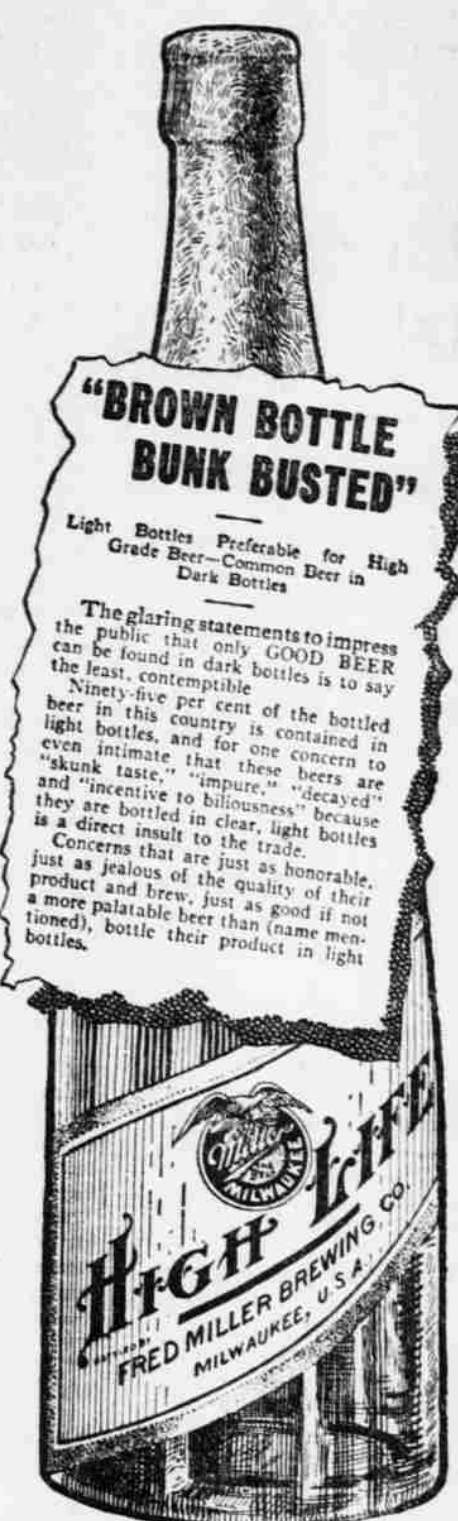 "BROWN BOTTLE
BUNK BUSTED"
Light Bottles Preferable for High
Grade Beer—Common Beer in
Dark Bottles
The glaring statements to impress
the public that only GOOD BEER
can be found in dark bottles is to say
the least, contemptible
Ninety-five per cent of the bottled
beer in this country is contained in
light bottles, and for one concern to
even intimate that these beers are
"skunk taste," "impure," "decayed"
and "incentive to biliousness" because
they are bottled in clear, light bottles
is a direct insult to the trade.
Concerns that are just as honorable,
just as jealous of the quality of their
product and brew, just as good if not
a more palatable beer than (name men-
tioned), bottle their product in light
bottles.
Miller
MILWAUKEE
HIGH LIFE
BOTTLED BY
FRED MILLER BREWING CO.
MILWAUKEE, U.S.A.